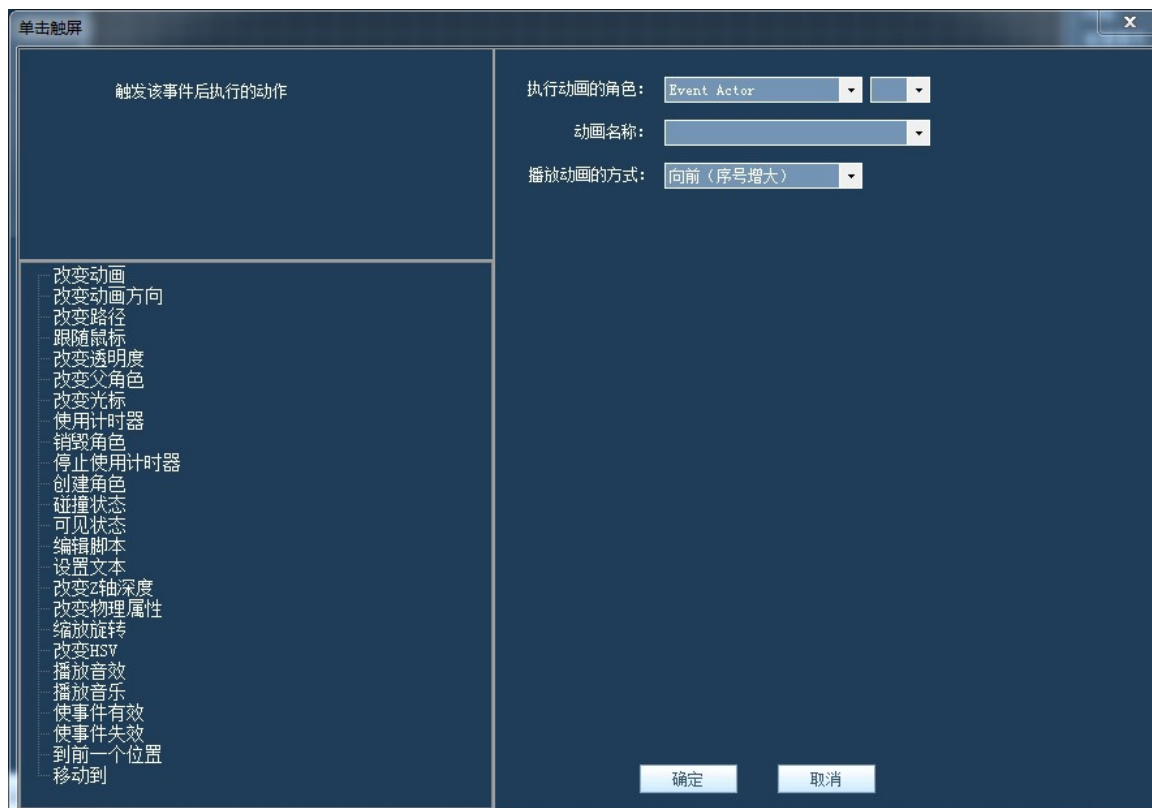 单击触屏
x
触发该事件后执行的动作
执行动画的角色： Event Actor
动画名称：
播放动画的方式： 向前（序号增大）
改变动画
改变动画方向
改变路径
跟随鼠标
改变透明度
改变父角色
改变光标
使用计时器
销毁角色
停止使用计时器
创建角色
碰撞状态
可见状态
编辑脚本
设置文本
改变z轴深度
改变物理属性
缩放旋转
改变HSV
播放音效
播放音乐
使事件有效
使事件失效
到前一个位置
移动到
确定 取消